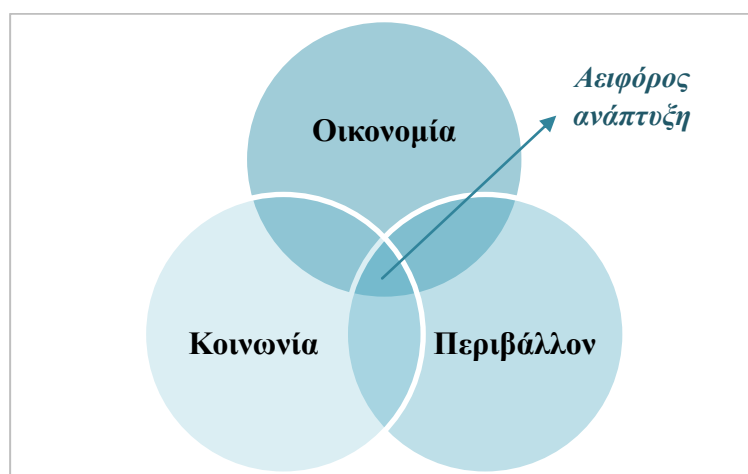 Αειφόρος
ανάπτυξη
Οικονομία
Κοινωνία
Περιβάλλον